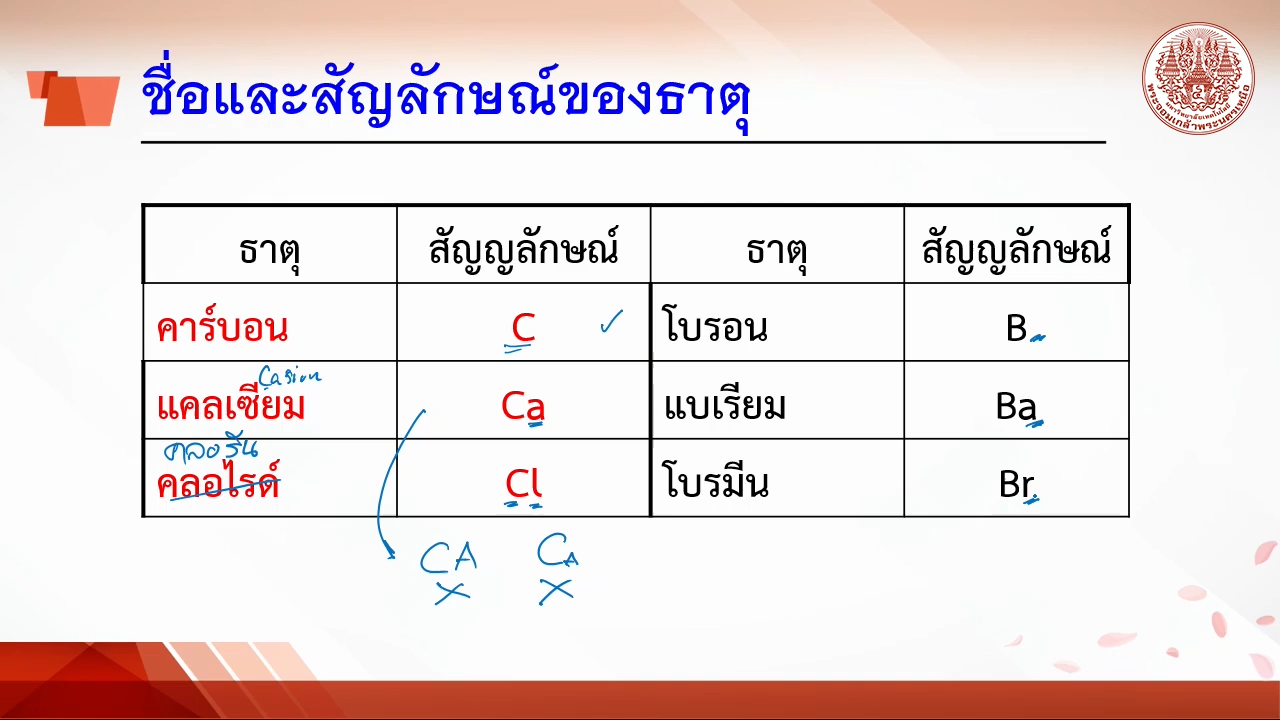 ชื่อและสัญลักษณ์ของธาตุ
ธาตุ สัญญลักษณ์ ธาตุ สัญญลักษณ์
คาร์บอน C โบรอน B
Casium
แคลเซียม Ca แบเรียม Ba
คลอรีน
คลอไรด์ Cl โบรมีน Br
CA CA
X X